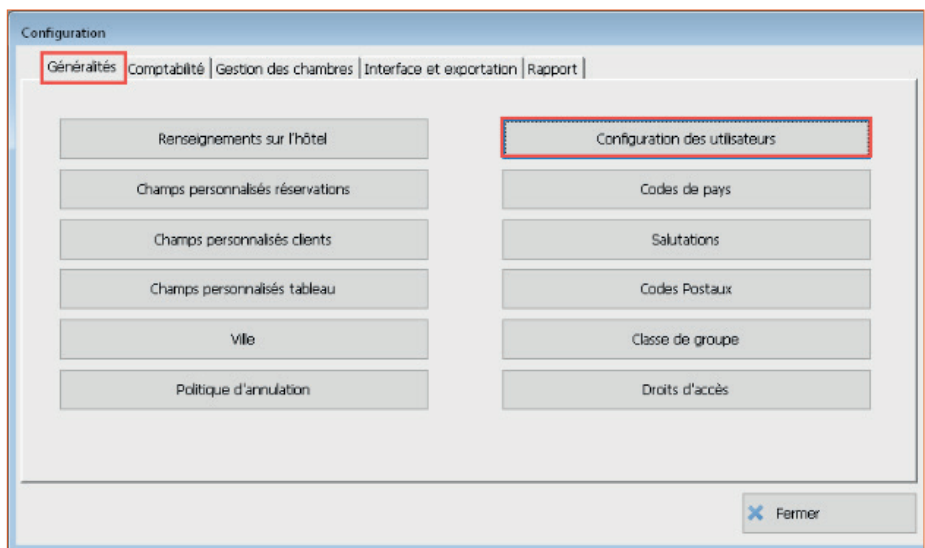 Configuration
Généralités Comptabilité Gestion des chambres Interface et exportation Rapport
Renseignements sur l'hôtel
Configuration des utilisateurs
Champs personnalisés réservations
Codes de pays
Champs personnalisés clients
Salutations
Champs personnalisés tableau
Codes Postaux
Ville
Classe de groupe
Politique d'annulation
Droits d'accès
Fermer